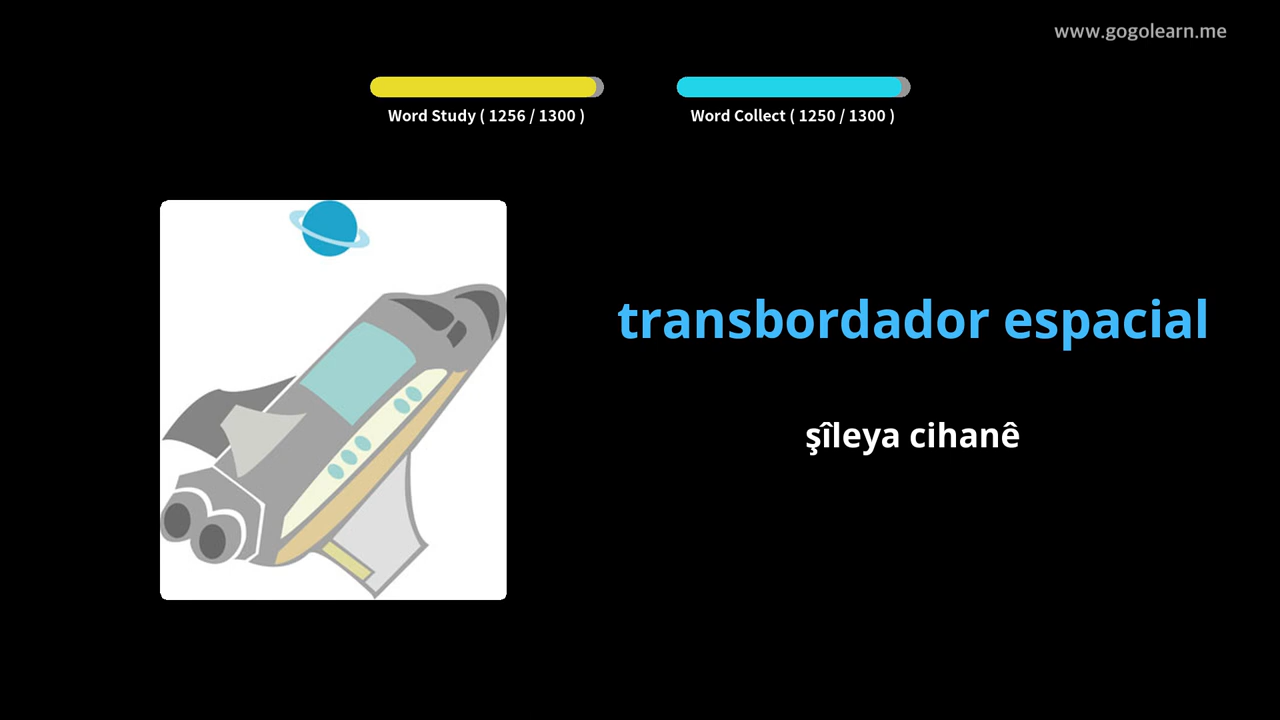 www.gogolearn.me
Word Study ( 1256 / 1300 )
Word Collect ( 1250 / 1300 )
transbordador espacial
şîleya cihanê